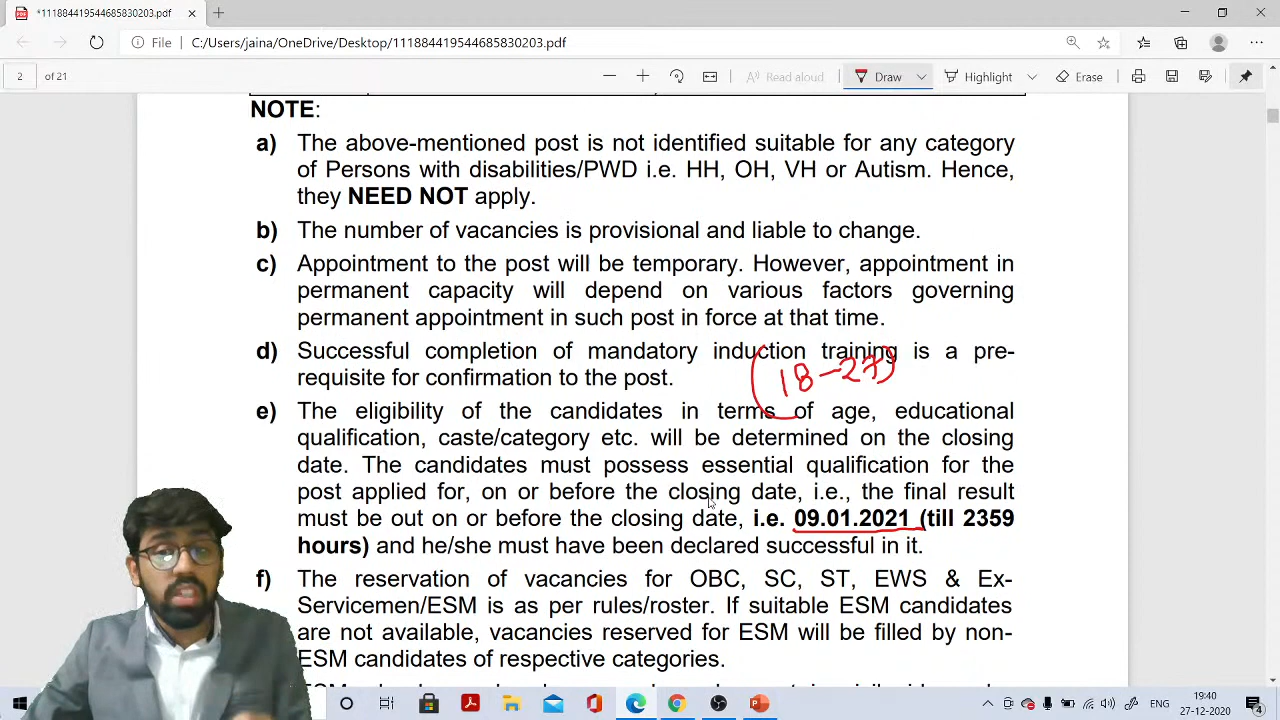 *111884419544685830203.pdf
File
C:/Users/jaina/OneDrive/Desktop/111884419544685830203.pdf
2 of 21
Read aloud
Draw
Highlight
Erase
NOTE:
a) The above-mentioned post is not identified suitable for any category
of Persons with disabilities/PWD i.e. HH, OH, VH or Autism. Hence,
they NEED NOT apply.
b) The number of vacancies is provisional and liable to change.
c) Appointment to the post will be temporary. However, appointment in
permanent capacity will depend on various factors governing
permanent appointment in such post in force at that time.
d) Successful completion of mandatory induction training is a pre-
requisite for confirmation to the post.
(18-27)
e) The eligibility of the candidates in terms of age, educational
qualification, caste/category etc. will be determined on the closing
date. The candidates must possess essential qualification for the
post applied for, on or before the closing date, i.e., the final result
must be out on or before the closing date, i.e. 09.01.2021 (till 2359
hours) and he/she must have been declared successful in it.
f) The reservation of vacancies for OBC, SC, ST, EWS & Ex-
Servicemen/ESM is as per rules/roster. If suitable ESM candidates
are not available, vacancies reserved for ESM will be filled by non-
ESM candidates of respective categories.
ENG
19:40
27-12-2020
4